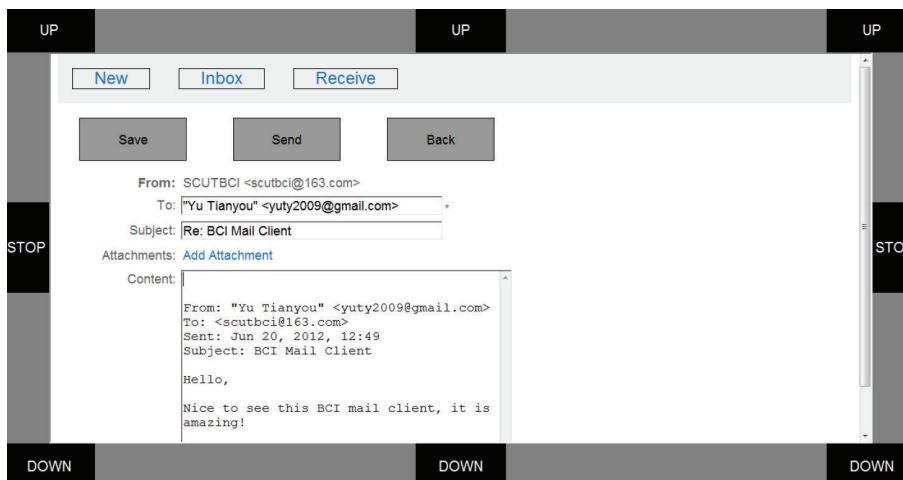 UP UP UP
New Inbox Receive
Save Send Back
From: SCUTBCI <scutbci@163.com>
To: "Yu Tianyou" <yuty2009@gmail.com> *
Subject: Re: BCI Mail Client
STOP STO
Attachments: Add Attachment
Content:
From: "Yu Tianyou" <yuty2009@gmail.com>
To: <scutbci@163.com>
Sent: Jun 20, 2012, 12:49
Subject: BCI Mail Client
Hello,
Nice to see this BCI mail client, it is
amazing!
DOWN DOWN DOWN